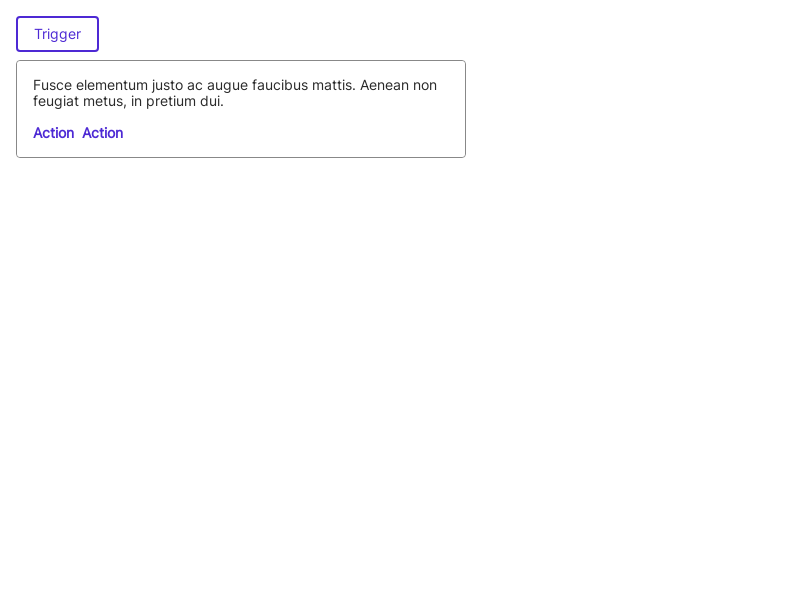 Trigger
Fusce elementum justo ac augue faucibus mattis. Aenean non
feugiat metus, in pretium dui.
Action Action